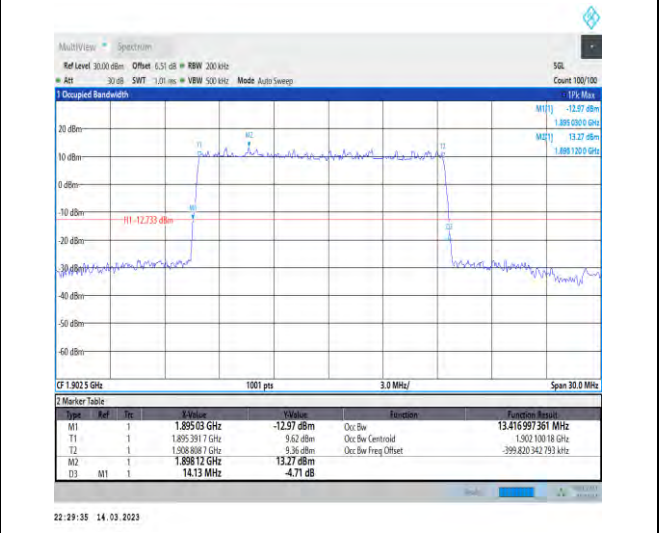 MultiView Spectrum
Ref Level 30.00 dBm Offset 6.51 dB RBW 200 kHz SGL
Att 30 dB SWT 1.01 ms VBW 500 kHz Mode Auto Sweep Count 100/100
1 Occupied Bandwidth 1Pk Max
M1[1] -12.97 dBm
1.895 030 0 GHz
M2[1] 13.27 dBm
1.898 120 0 GHz
20 dBm
T1 M2 T2
10 dBm
0 dBm
-10 dBm
M1
H1 -12.733 dBm
D3
-20 dBm
-30 dBm
-40 dBm
-50 dBm
-60 dBm
CF 1.902 5 GHz 1001 pts 3.0 MHz/ Span 30.0 MHz
2 Marker Table
Type Ref Trc X-Value Y-Value Function Function Result
M1 1 1.895 03 GHz -12.97 dBm Occ Bw 13.416 997 361 MHz
T1 1 1.895 391 7 GHz 9.62 dBm Occ Bw Centroid 1.902 100 18 GHz
T2 1 1.908 808 7 GHz 9.36 dBm Occ Bw Freq Offset -399.820 342 793 kHz
M2 1 1.898 12 GHz 13.27 dBm
D3 M1 1 14.13 MHz -4.71 dB
22:29:35 14.03.2023